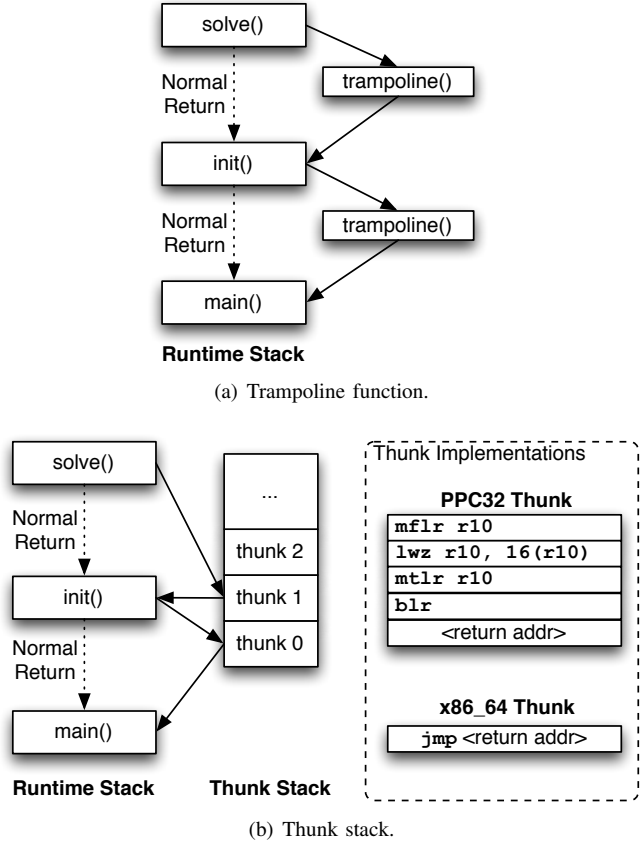 solve()
Normal
Return
trampoline()
init()
Normal
Return
trampoline()
main()
Runtime Stack
(a) Trampoline function.
solve()
Normal
Return
init()
Normal
Return
main()
Runtime Stack
...
thunk 2
thunk 1
thunk 0
Thunk Stack
Thunk Implementations
PPC32 Thunk
mflr r10
lwz r10, 16(r10)
mtlr r10
blr
<return addr>
x86_64 Thunk
jmp <return addr>
(b) Thunk stack.